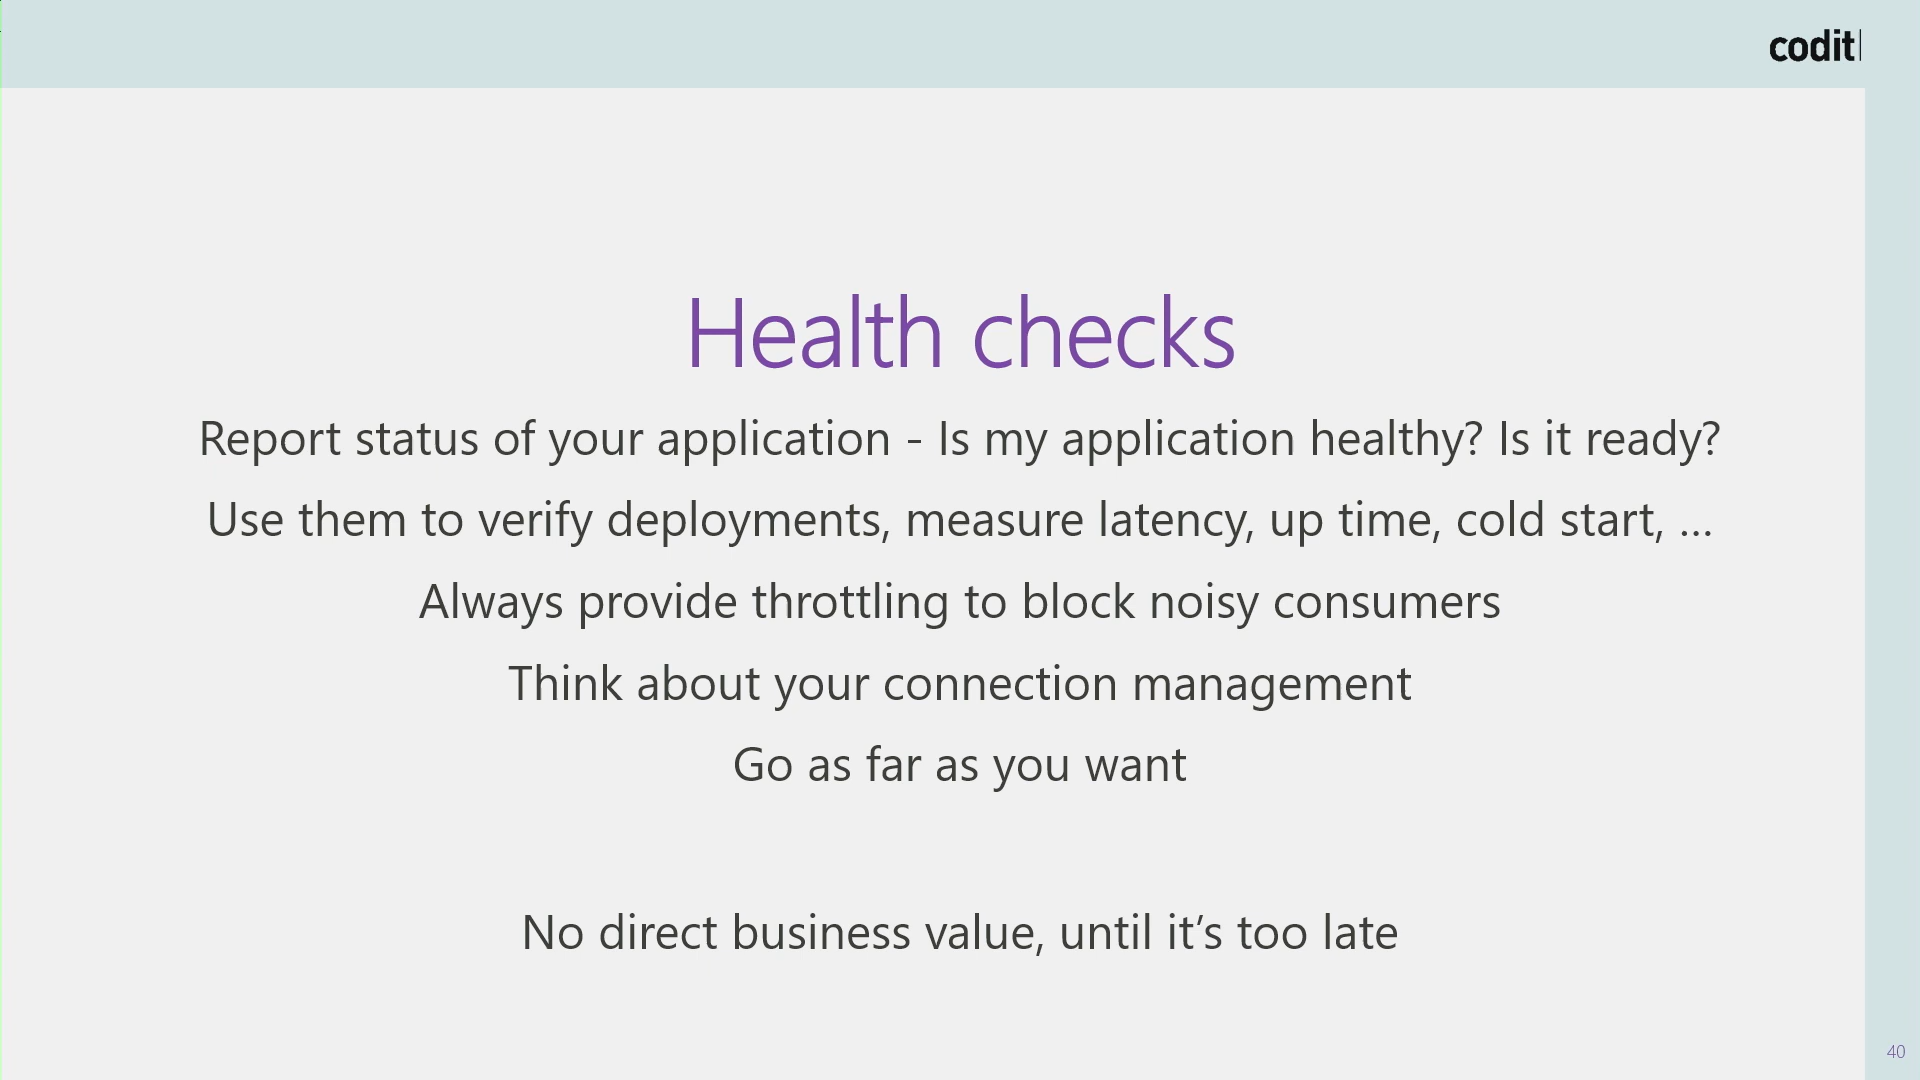 codit
Health checks
Report status of your application - Is my application healthy? Is it ready?
Use them to verify deployments, measure latency, up time, cold start, ...
Always provide throttling to block noisy consumers
Think about your connection management
Go as far as you want
No direct business value, until it’s too late
40